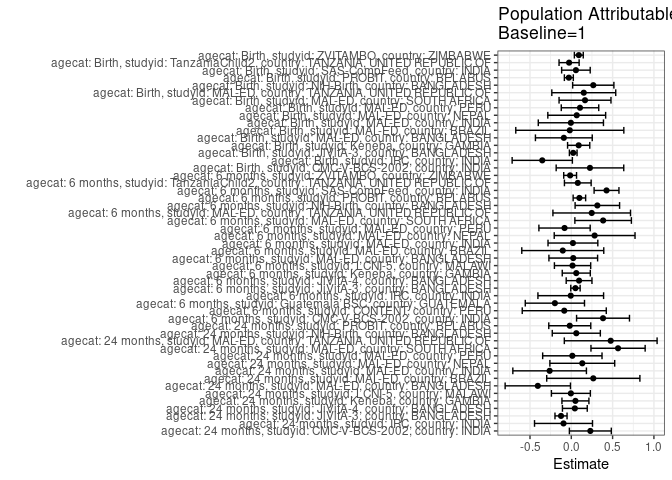 Population Attributable
Baseline=1
agecat: Birth, studyid: ZVITAMBO, country: ZIMBABWE
agecat: Birth, studyid: TanzaniaChild2, country: TANZANIA, UNITED REPUBLIC OF
agecat: Birth, studyid: SAS-CompFeed, country: INDIA
agecat: Birth, studyid: PROBIT, country: BELARUS
agecat: Birth, studyid: NIH-Birth, country: BANGLADESH
agecat: Birth, studyid: MAL-ED, country: TANZANIA, UNITED REPUBLIC OF
agecat: Birth, studyid: MAL-ED, country: SOUTH AFRICA
agecat: Birth, studyid: MAL-ED, country: PERU
agecat: Birth, studyid: MAL-ED, country: NEPAL
agecat: Birth, studyid: MAL-ED, country: INDIA
agecat: Birth, studyid: MAL-ED, country: BRAZIL
agecat: Birth, studyid: MAL-ED, country: BANGLADESH
agecat: Birth, studyid: Keneba, country: GAMBIA
agecat: Birth, studyid: JiVitA-3, country: BANGLADESH
agecat: Birth, studyid: IRC, country: INDIA
agecat: Birth, studyid: CMC-V-BCS-2002, country: INDIA
agecat: 6 months, studyid: ZVITAMBO, country: ZIMBABWE
agecat: 6 months, studyid: TanzaniaChild2, country: TANZANIA, UNITED REPUBLIC OF
agecat: 6 months, studyid: SAS-CompFeed, country: INDIA
agecat: 6 months, studyid: PROBIT, country: BELARUS
agecat: 6 months, studyid: NIH-Birth, country: BANGLADESH
agecat: 6 months, studyid: MAL-ED, country: TANZANIA, UNITED REPUBLIC OF
agecat: 6 months, studyid: MAL-ED, country: SOUTH AFRICA
agecat: 6 months, studyid: MAL-ED, country: PERU
agecat: 6 months, studyid: MAL-ED, country: NEPAL
agecat: 6 months, studyid: MAL-ED, country: INDIA
agecat: 6 months, studyid: MAL-ED, country: BRAZIL
agecat: 6 months, studyid: MAL-ED, country: BANGLADESH
agecat: 6 months, studyid: LCNI-5, country: MALAWI
agecat: 6 months, studyid: Keneba, country: GAMBIA
agecat: 6 months, studyid: JiVitA-4, country: BANGLADESH
agecat: 6 months, studyid: JiVitA-3, country: BANGLADESH
agecat: 6 months, studyid: IRC, country: INDIA
agecat: 6 months, studyid: Guatemala BSC, country: GUATEMALA
agecat: 6 months, studyid: CONTENT, country: PERU
agecat: 6 months, studyid: CMC-V-BCS-2002, country: INDIA
agecat: 24 months, studyid: PROBIT, country: BELARUS
agecat: 24 months, studyid: NIH-Birth, country: BANGLADESH
agecat: 24 months, studyid: MAL-ED, country: TANZANIA, UNITED REPUBLIC OF
agecat: 24 months, studyid: MAL-ED, country: SOUTH AFRICA
agecat: 24 months, studyid: MAL-ED, country: PERU
agecat: 24 months, studyid: MAL-ED, country: NEPAL
agecat: 24 months, studyid: MAL-ED, country: INDIA
agecat: 24 months, studyid: MAL-ED, country: BRAZIL
agecat: 24 months, studyid: MAL-ED, country: BANGLADESH
agecat: 24 months, studyid: LCNI-5, country: MALAWI
agecat: 24 months, studyid: Keneba, country: GAMBIA
agecat: 24 months, studyid: JiVitA-4, country: BANGLADESH
agecat: 24 months, studyid: JiVitA-3, country: BANGLADESH
agecat: 24 months, studyid: IRC, country: INDIA
agecat: 24 months, studyid: CMC-V-BCS-2002, country: INDIA
-0.5 0.0 0.5 1.0
Estimate